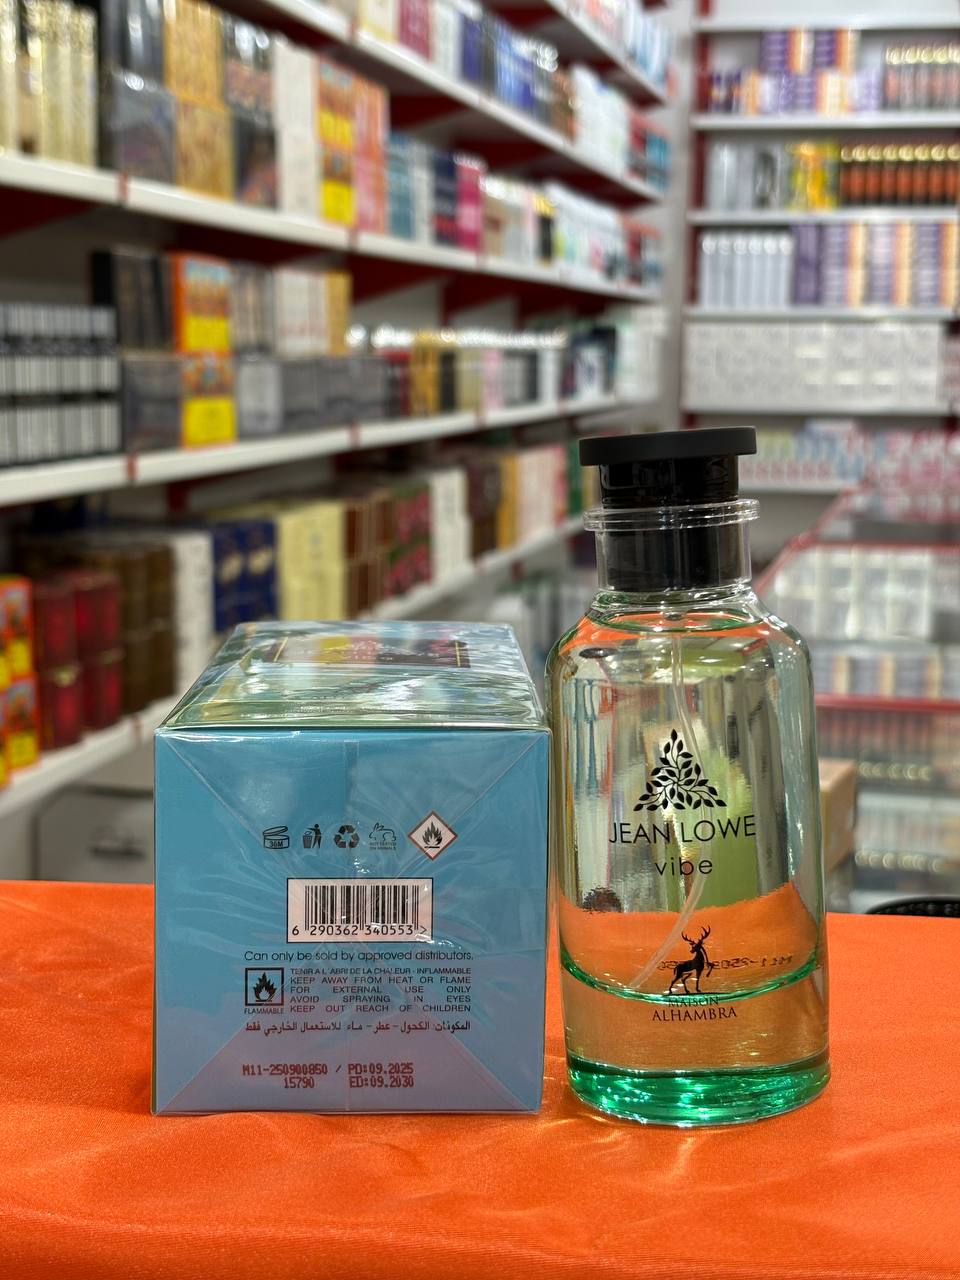 36M
NOT TESTED
ON ANIMALS
6 290362 340553 >
Can only be sold by approved distributors.
TENIR A L'ABRI DE LA CHALEUR - INFLAMMABLE
KEEP AWAY FROM HEAT OR FLAME
FOR EXTERNAL USE ONLY
AVOID SPRAYING IN EYES
KEEP OUT REACH OF CHILDREN
FLAMMABLE
المكونات: الكحول - عطر - ماء للاستعمال الخارجي فقط
M11-250900850 / PD:09.2025
15790 ED:09.2030
JEAN LOWE
vibe
MAISON
ALHAMBRA